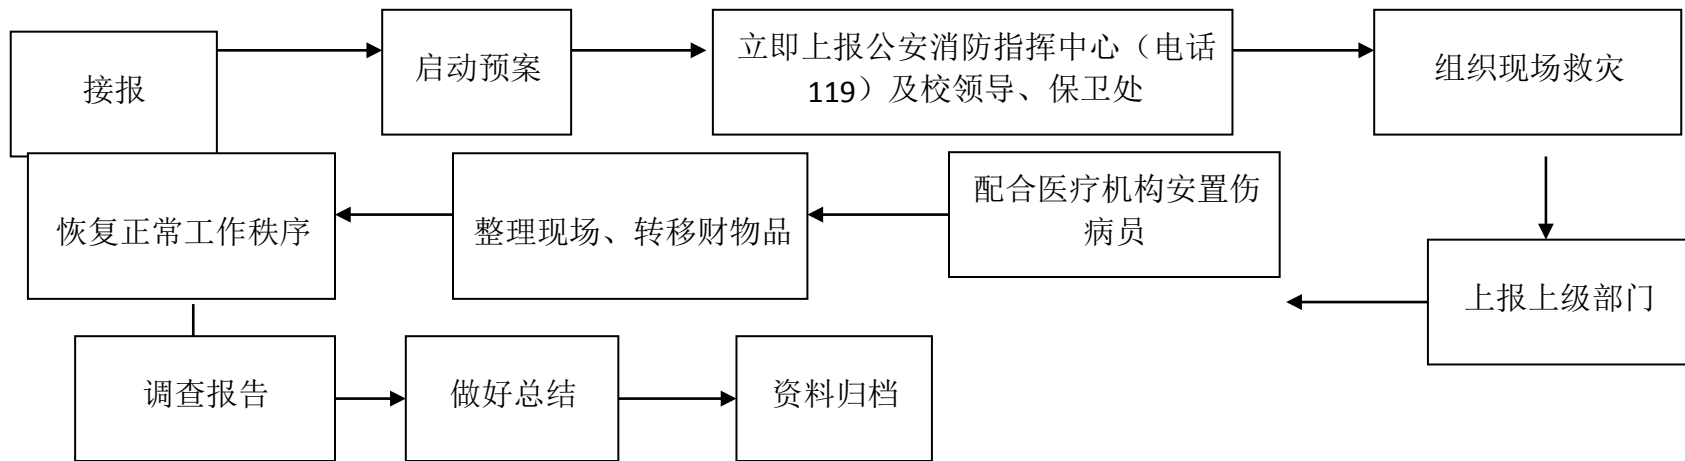 接报
启动预案
立即上报公安消防指挥中心（电话
119）及校领导、保卫处
组织现场救灾
上报上级部门
配合医疗机构安置伤
病员
整理现场、转移财物品
恢复正常工作秩序
调查报告
做好总结
资料归档